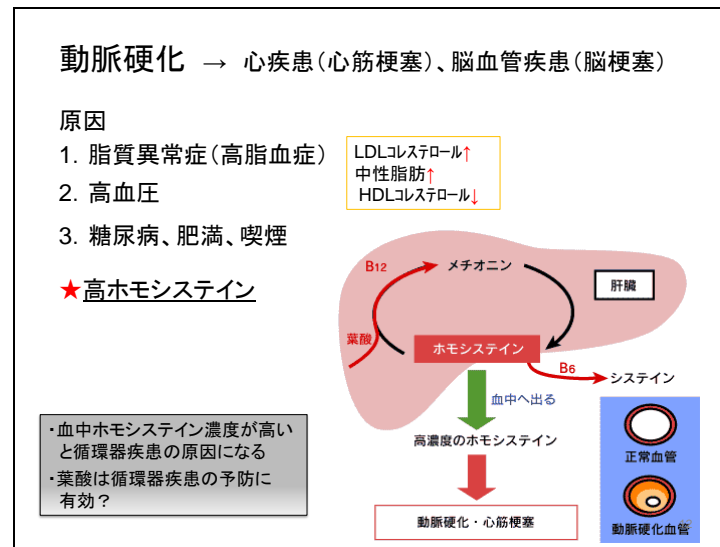 動脈硬化 → 心疾患(心筋梗塞)、脳血管疾患(脳梗塞)
原因
1. 脂質異常症(高脂血症)
2. 高血圧
3. 糖尿病、肥満、喫煙
★高ホモシステイン
LDLコレステロール↑
中性脂肪↑
HDLコレステロール↓
B12
メチオニン
肝臓
葉酸
ホモシステイン
B6
システイン
血中へ出る
高濃度のホモシステイン
動脈硬化・心筋梗塞
正常血管
動脈硬化血管
・血中ホモシステイン濃度が高い
と循環器疾患の原因になる
・葉酸は循環器疾患の予防に
有効？